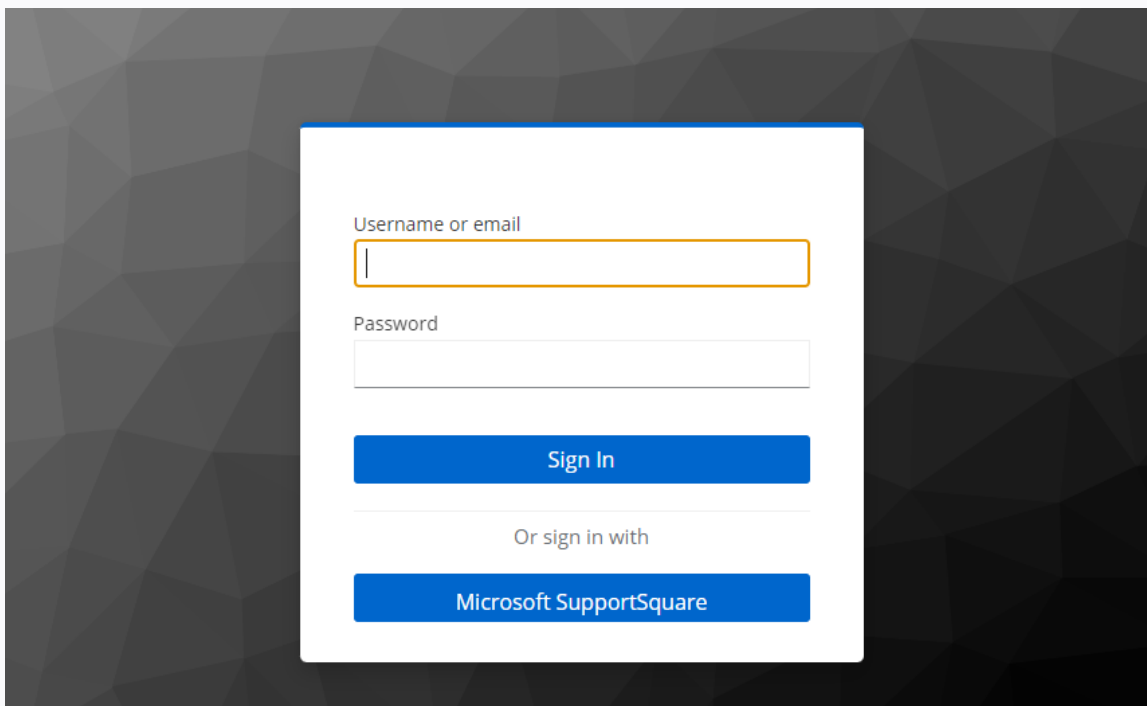 Username or email
Password
Sign In
Or sign in with
Microsoft SupportSquare